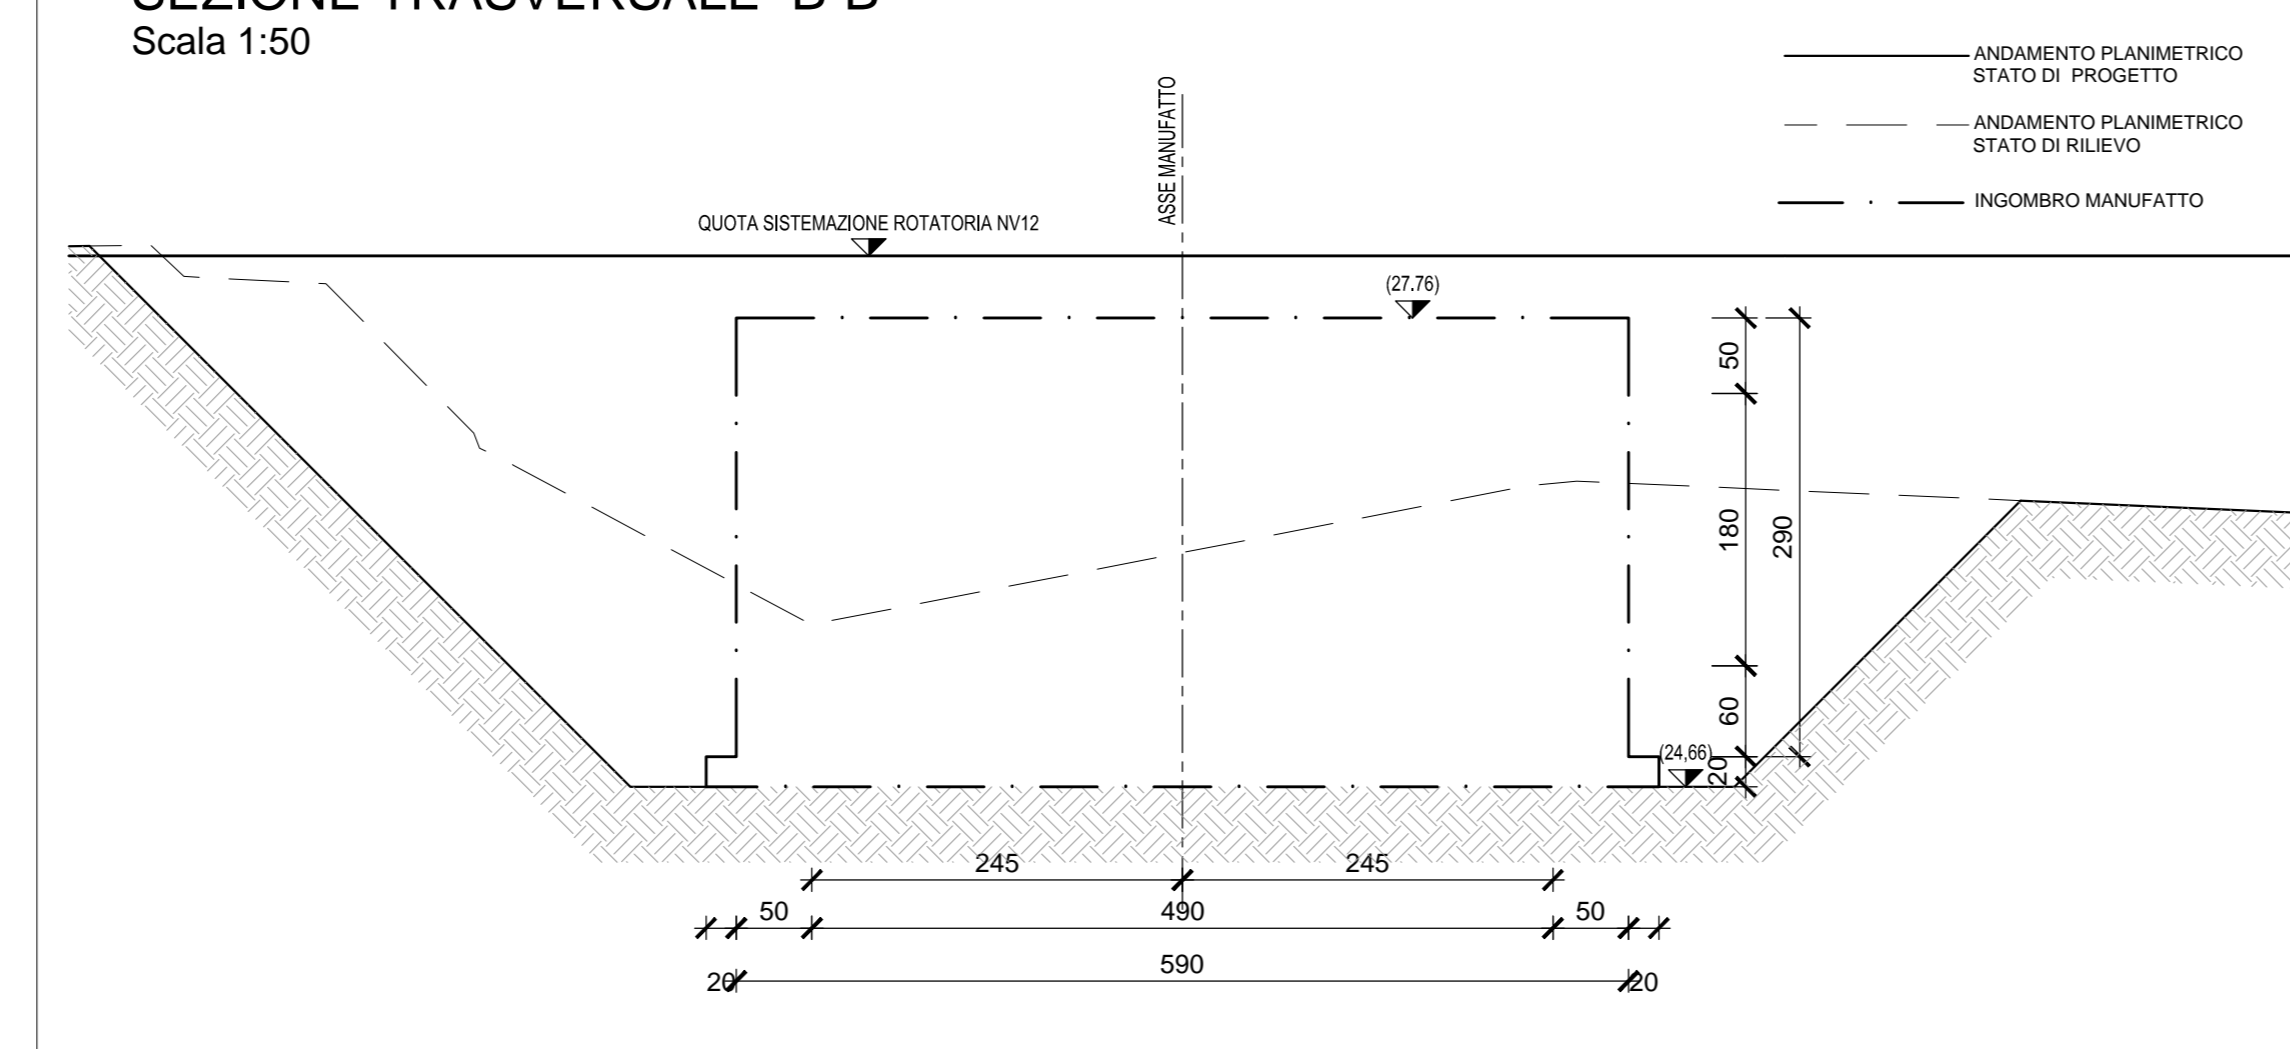 SEZIONE TRASVERSALE B-B
Scala 1:50
ANDAMENTO PLANIMETRICO
STATO DI PROGETTO
ANDAMENTO PLANIMETRICO
STATO DI RILIEVO
INGOMBRO MANUFATTO
ASSE MANUFATTO
QUOTA SISTEMAZIONE ROTATORIA NV12
(27.76)
50
180
290
60
(24,66)
20
245 245
50 490 50
590
20 20